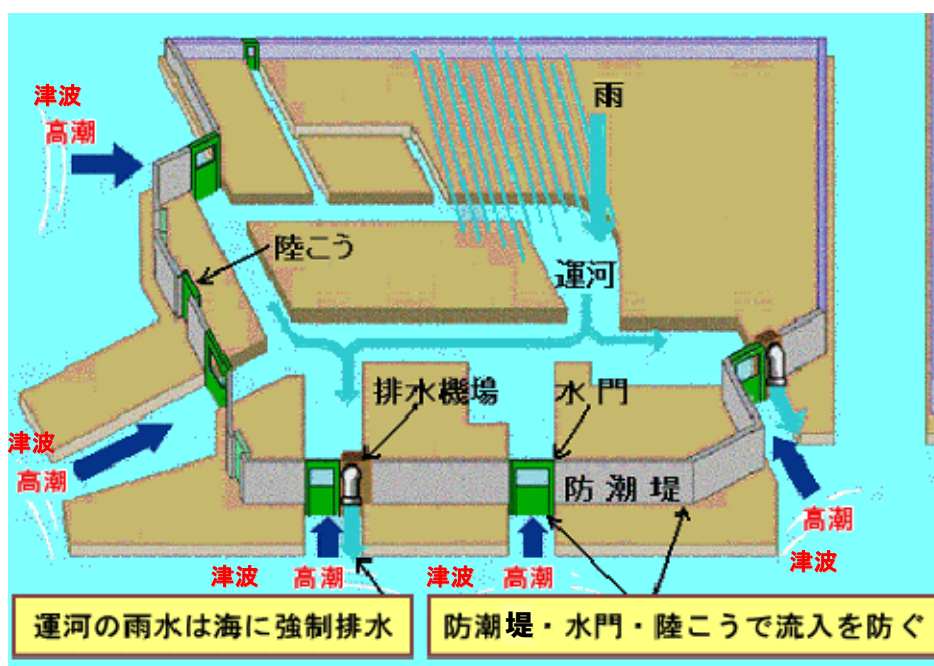 雨
津波
高潮
陸こう
運河
排水機場
水門
津波
高潮
防潮堤
高潮
津波
津波
高潮
津波
高潮
運河の雨水は海に強制排水
防潮堤・水門・陸こうで流入を防ぐ